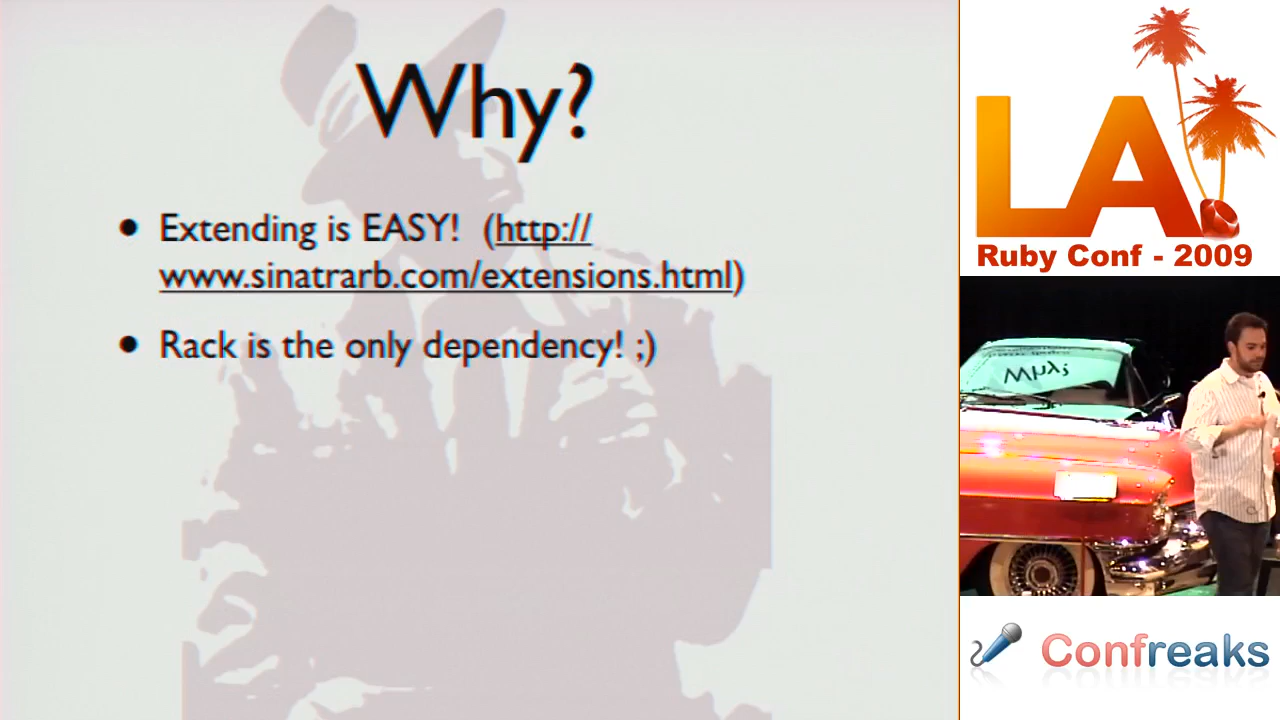 Why?
• Extending is EASY! (http://
www.sinatrarb.com/extensions.html)
• Rack is the only dependency! ;)
LA
Ruby Conf - 2009
Confreaks